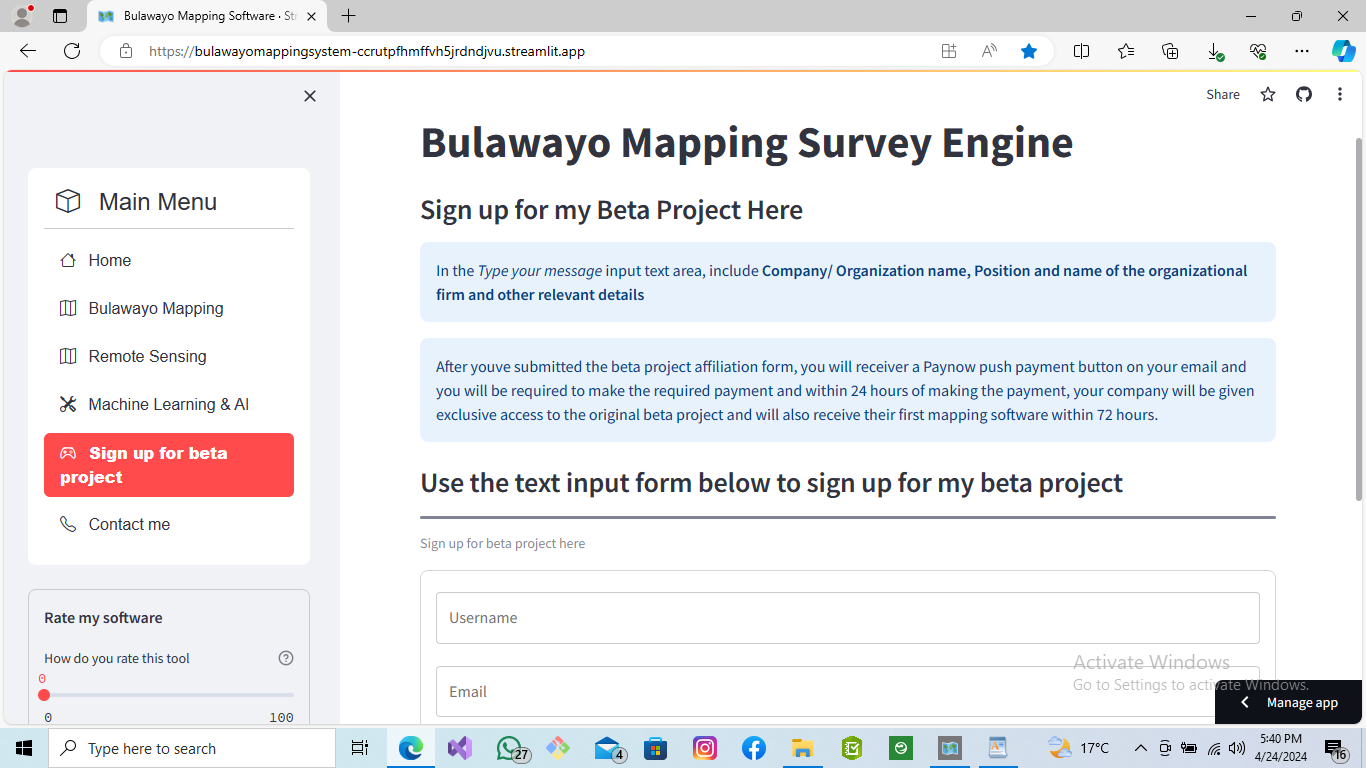 Bulawayo Mapping Software · Str
https://bulawayomappingsystem-ccrutpfhmffvh5jrdndjvu.streamlit.app
Share
Main Menu
Home
Bulawayo Mapping
Remote Sensing
Machine Learning & AI
Sign up for beta
project
Contact me
Rate my software
How do you rate this tool
0
0
100
Bulawayo Mapping Survey Engine
Sign up for my Beta Project Here
In the Type your message input text area, include Company/ Organization name, Position and name of the organizational
firm and other relevant details
After youve submitted the beta project affiliation form, you will receiver a Paynow push payment button on your email and
you will be required to make the required payment and within 24 hours of making the payment, your company will be given
exclusive access to the original beta project and will also receive their first mapping software within 72 hours.
Use the text input form below to sign up for my beta project
Sign up for beta project here
Username
Email
Activate Windows
Go to Settings to activate Windows.
Manage app
Type here to search
27
4
17°C
5:40 PM
4/24/2024
16